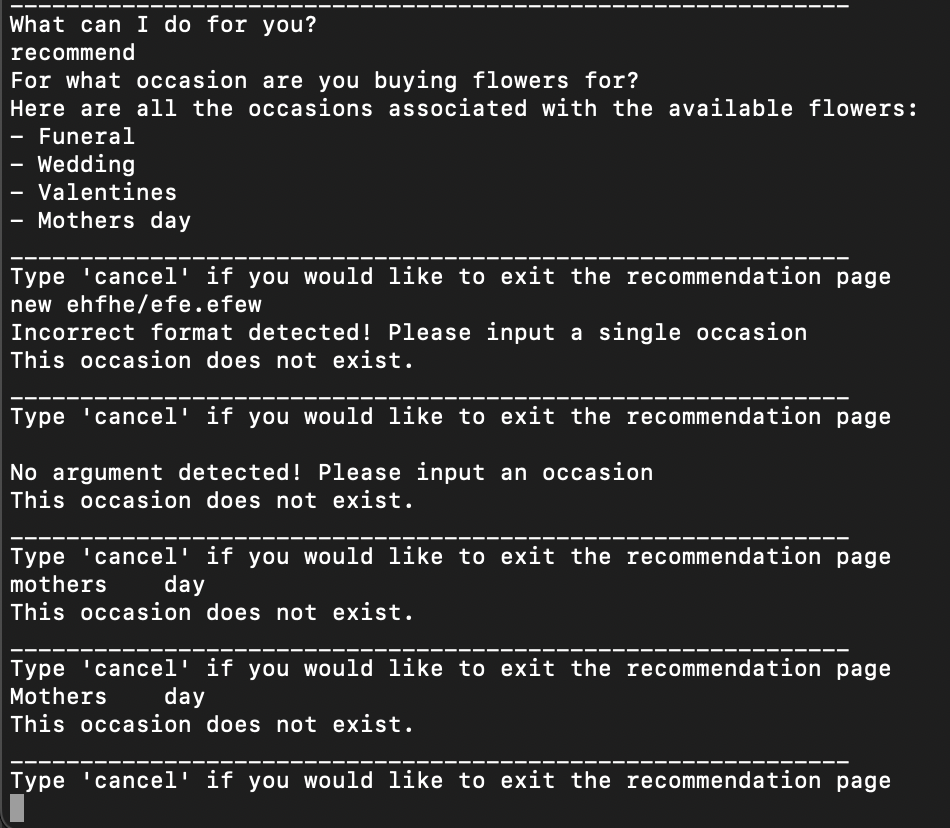 ____________________________________________________________
What can I do for you?
recommend
For what occasion are you buying flowers for?
Here are all the occasions associated with the available flowers:
- Funeral
- Wedding
- Valentines
- Mothers day
____________________________________________________________
Type 'cancel' if you would like to exit the recommendation page
new ehfhe/efe.efew
Incorrect format detected! Please input a single occasion
This occasion does not exist.
____________________________________________________________
Type 'cancel' if you would like to exit the recommendation page

No argument detected! Please input an occasion
This occasion does not exist.
____________________________________________________________
Type 'cancel' if you would like to exit the recommendation page
mothers    day
This occasion does not exist.
____________________________________________________________
Type 'cancel' if you would like to exit the recommendation page
Mothers    day
This occasion does not exist.
____________________________________________________________
Type 'cancel' if you would like to exit the recommendation page